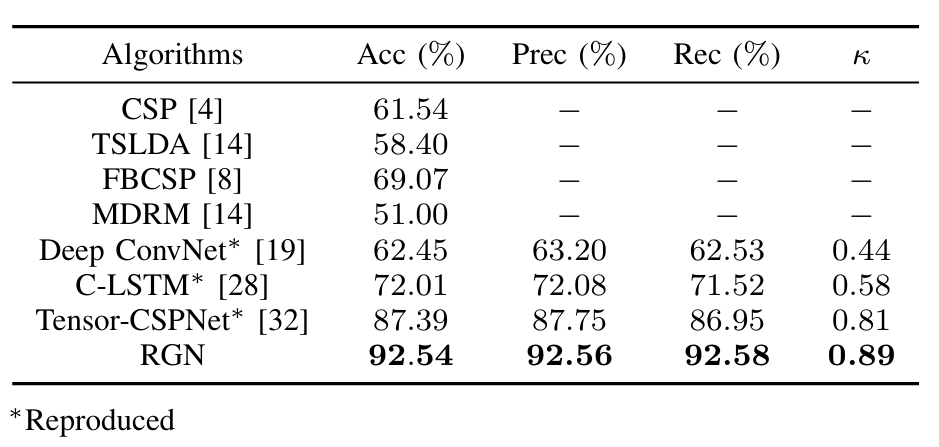 Algorithms Acc (%) Prec (%) Rec (%) κ
CSP [4] 61.54 − − −
TSLDA [14] 58.40 − − −
FBCSP [8] 69.07 − − −
MDRM [14] 51.00 − − −
Deep ConvNet* [19] 62.45 63.20 62.53 0.44
C-LSTM* [28] 72.01 72.08 71.52 0.58
Tensor-CSPNet* [32] 87.39 87.75 86.95 0.81
RGN 92.54 92.56 92.58 0.89
*Reproduced